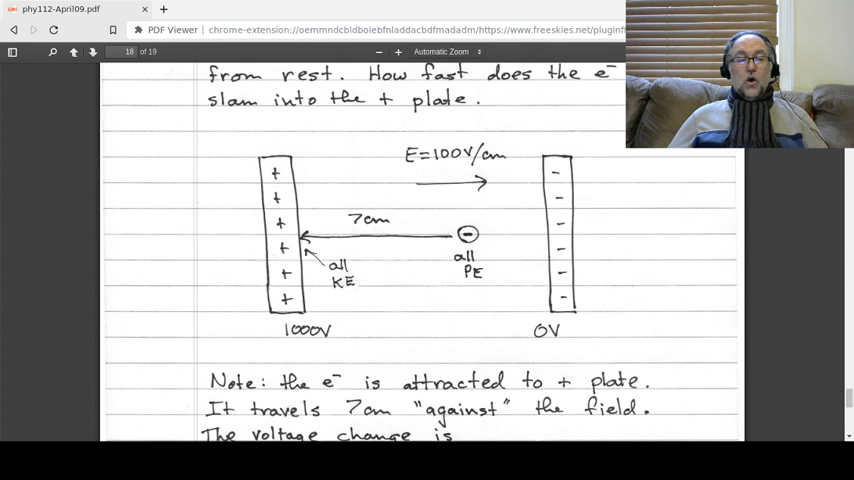 phy112-April09.pdf
PDF Viewer
chrome-extension://oemmndcbldboiebfnladdacbdfmadadm/https://www.freeskies.net/pluginfi
18 of 19
Automatic Zoom
from rest. How fast does the e⁻
slam into the + plate.
E=100V/cm
+ -
+ -
7cm
+ -
-
+ -
all
PE
all
KE
+ -
+ -
1000V 0V
Note: the e⁻ is attracted to + plate.
It travels 7cm "against" the field.
The voltage change is